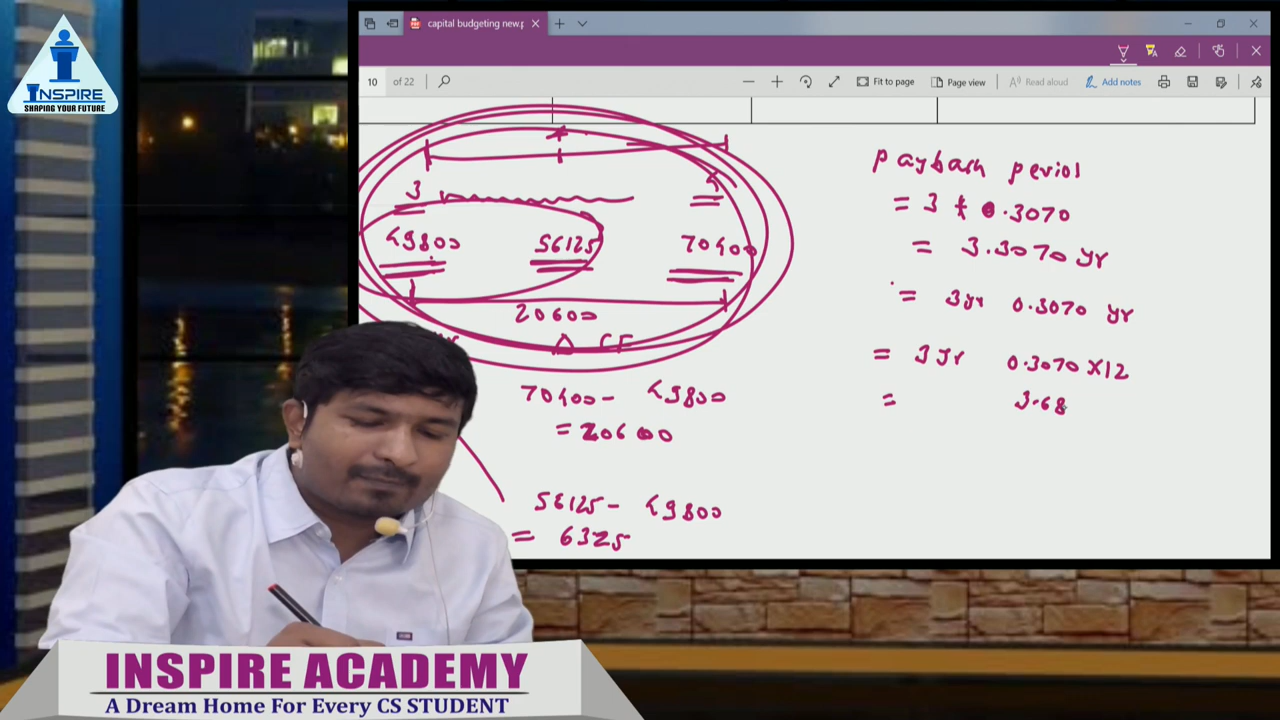 INSPIRE
SHAPING YOUR FUTURE
capital budgeting new.p
10 of 22
Fit to page
Page view
Read aloud
Add notes
3
49800
56125
70400
20600
Δ CF
70400 - 49800
= 20600
56125 - 49800
= 6325
Payback period
= 3 + 0.3070
= 3.3070 yr
= 3yr 0.3070 yr
= 3yr 0.3070 X12
= 3.68
INSPIRE ACADEMY
A Dream Home For Every CS STUDENT